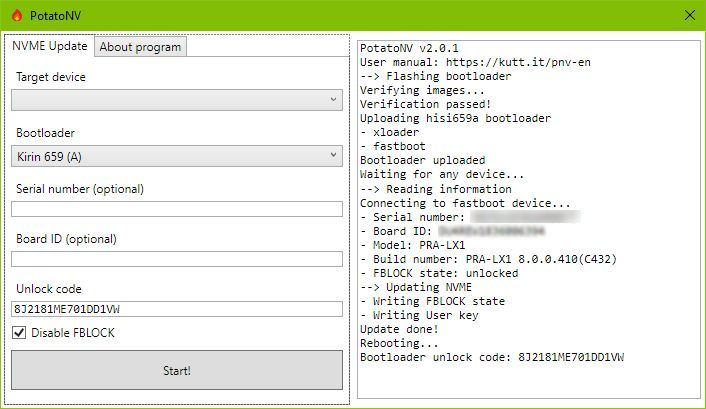 PotatoNV
NVME Update
About program
Target device
Bootloader
Kirin 659 (A)
Serial number (optional)
Board ID (optional)
Unlock code
8J2181ME701DD1VW
Disable FBLOCK
Start!
PotatoNV v2.0.1
User manual: https://kutt.it/pnv-en
--> Flashing bootloader
Verifying images...
Verification passed!
Uploading hisi659a bootloader
- xloader
- fastboot
Bootloader uploaded
Waiting for any device...
--> Reading information
Connecting to fastboot device...
- Serial number:
- Board ID:
- Model: PRA-LX1
- Build number: PRA-LX1 8.0.0.410(C432)
- FBLOCK state: unlocked
--> Updating NVME
- Writing FBLOCK state
- Writing User key
Update done!
Rebooting...
Bootloader unlock code: 8J2181ME701DD1VW